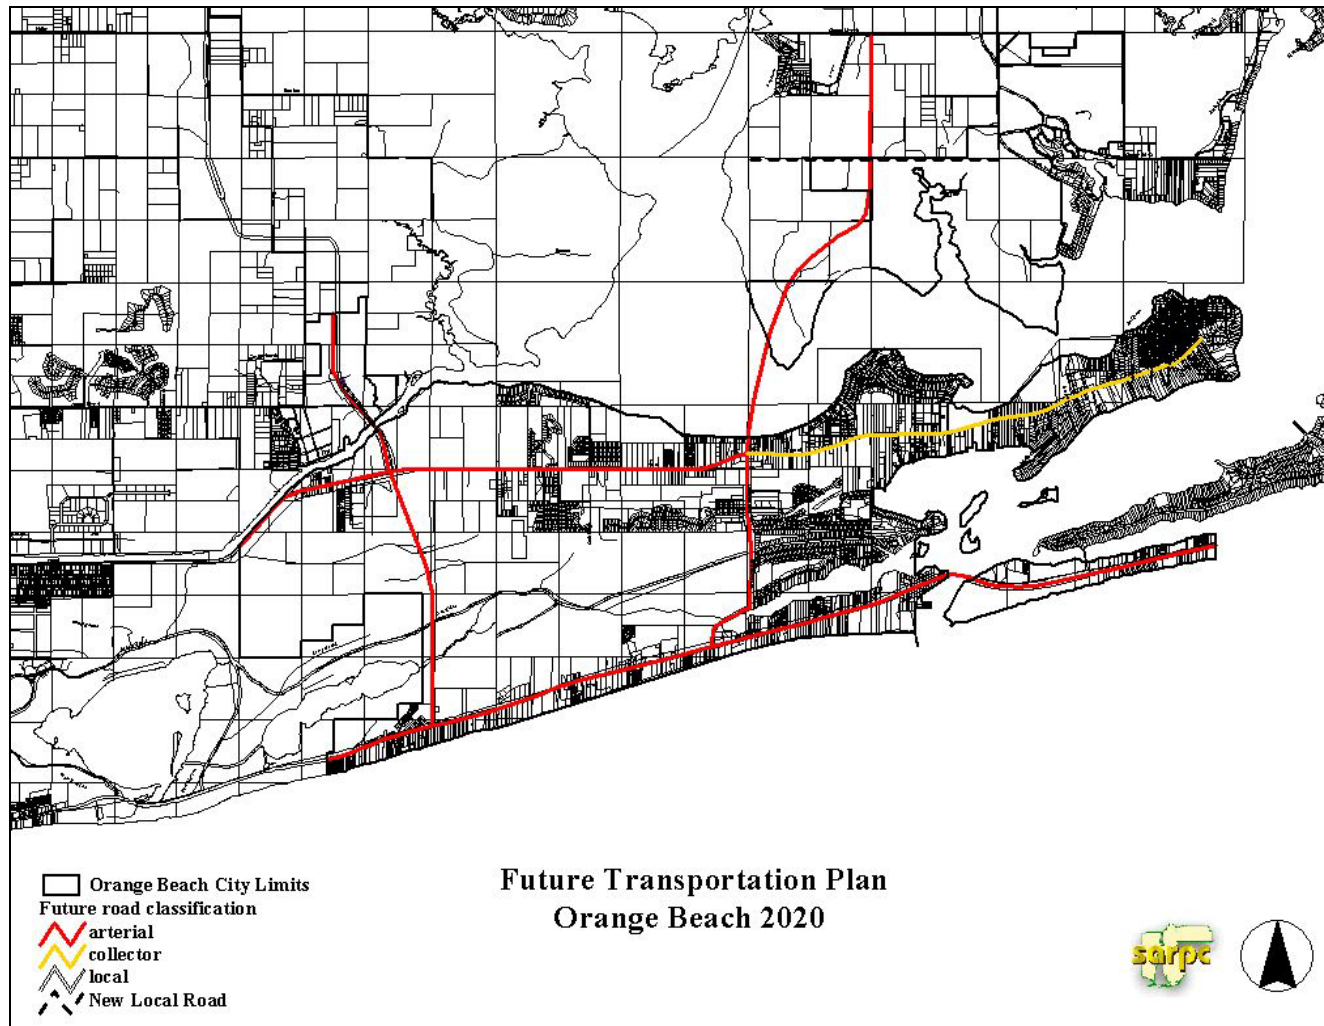 Future Transportation Plan
Orange Beach 2020
Orange Beach City Limits
Future road classification
arterial
collector
local
New Local Road
sarpc